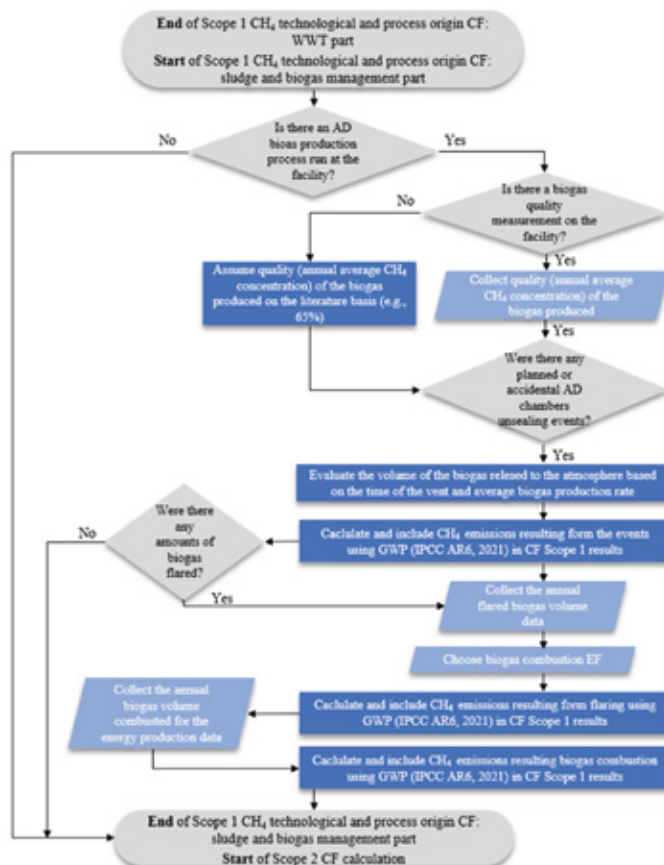 End of Scope 1 CH₄ technological and process origin CF:
WWT part
Start of Scope 1 CH₄ technological and process origin CF:
sludge and biogas management part
Is there an AD
bioas production
process run at the
facility?
No
Yes
Is there a biogas
quality
measurement on the
facility?
No
Yes
Assume quality (annual average CH₄
concentration) of the biogas
produced on the literature basis (e.g.,
65%)
Collect quality (annual average
CH₄ concentration) of the
biogas produced
Were there any
planned or
accidental AD
chambers
unsealing events?
Yes
Evaluate the volume of the biogas relesed to the atmosphere based
on the time of the vent and average biogas production rate
Caclulate and include CH₄ emissions resulting form the events
using GWP (IPCC AR6, 2021) in CF Scope 1 results
Were there
any
amounts of
biogas
flared?
No
Yes
Collect the annual
flared biogas volume
data
Choose biogas combustion EF
Caclulate and include CH₄ emissions resulting form flaring using
GWP (IPCC AR6, 2021) in CF Scope 1 results
Collect the annual
biogas volume
combusted for the
energy production data
Caclulate and include CH₄ emissions resulting biogas combustion
using GWP (IPCC AR6, 2021) in CF Scope 1 results
End of Scope 1 CH₄ technological and process origin CF:
sludge and biogas management part
Start of Scope 2 CF calculation